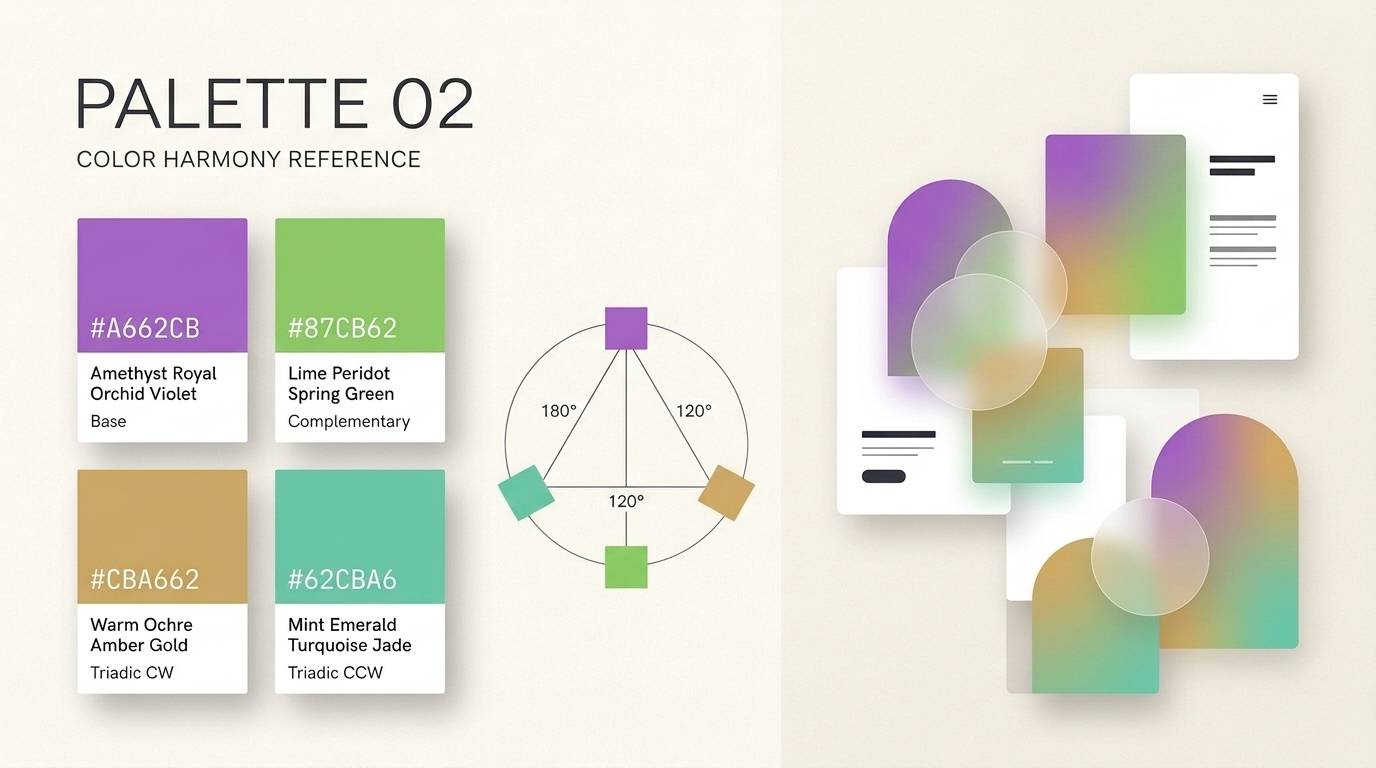 PALETTE 02
COLOR HARMONY REFERENCE
#A662CB
Amethyst Royal
Orchid Violet
Base
#87CB62
Lime Peridot
Spring Green
Complementary
#CBA662
Warm Ochre
Amber Gold
Triadic CW
#62CBA6
Mint Emerald
Turquoise Jade
Triadic CCW
180°
120°
120°